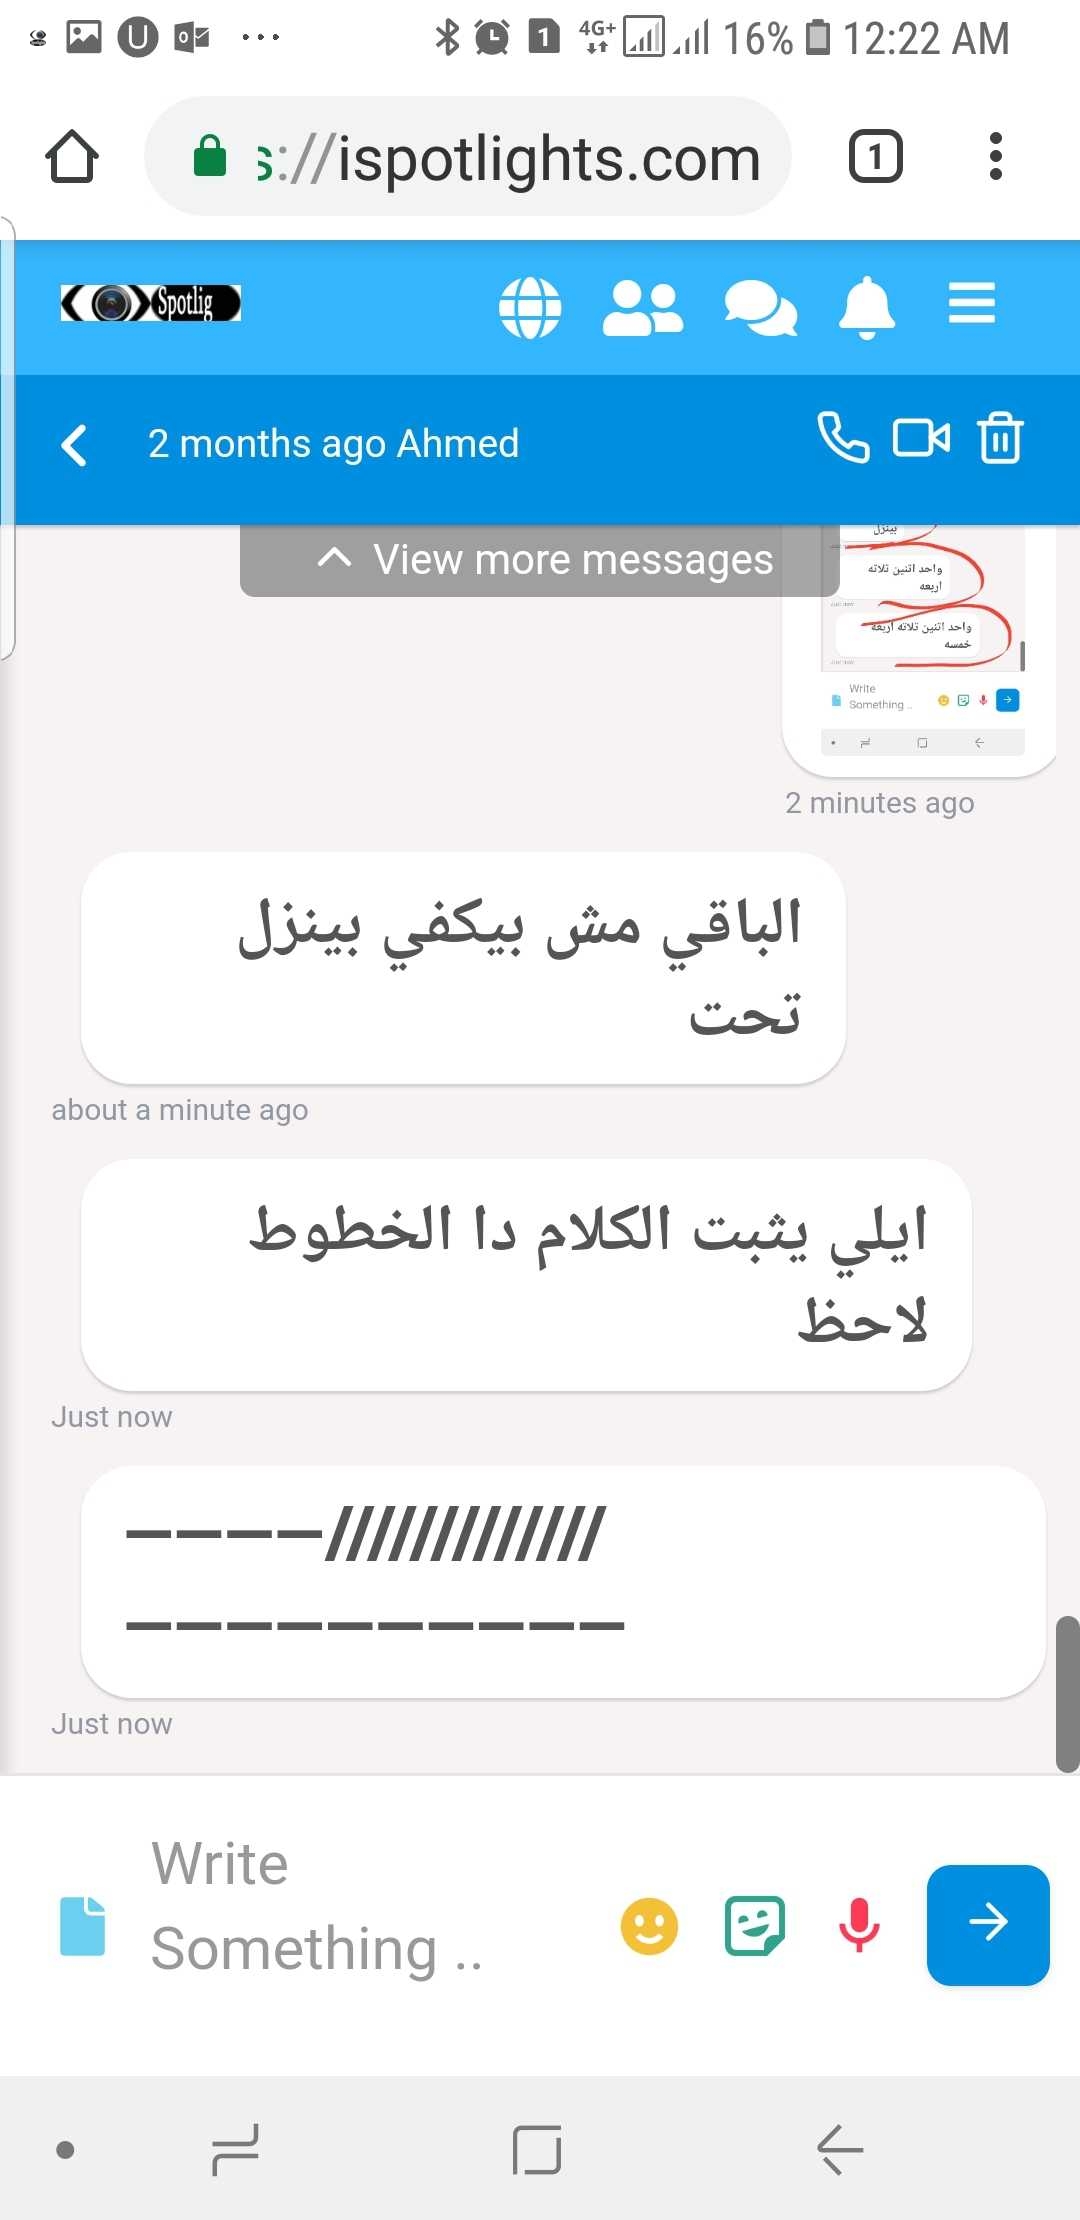 4G+ 16% 12:22 AM
s://ispotlights.com
1
Spotlig
2 months ago Ahmed
View more messages
بينزل
واحد اتنين تلاته
اربعه
واحد اتنين تلاته اربعه
خمسه
Write
Something ..
2 minutes ago
الباقي مش بيكفي بينزل
تحت
about a minute ago
ايلي يثبت الكلام دا الخطوط
لاحظ
Just now
————/////////////
——————————
Just now
Write
Something ..